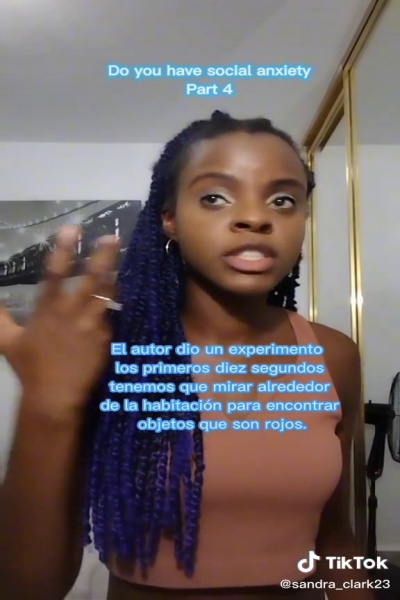 Do you have social anxiety
Part 4
El autor dio un experimento
los primeros diez segundos
tenemos que mirar alrededor
de la habitación para encontrar
objetos que son rojos.
TikTok
@sandra_clark23